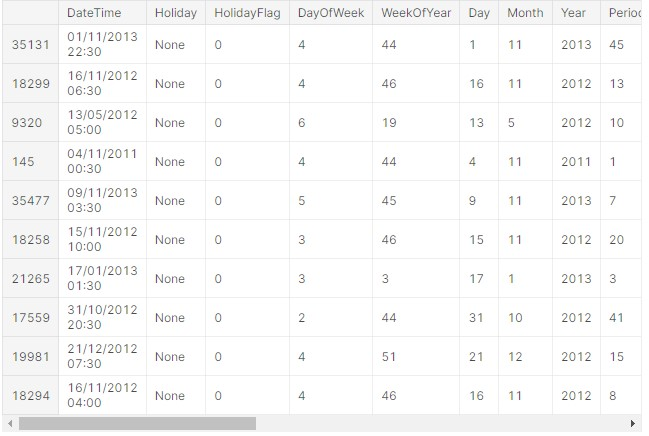 DateTime Holiday HolidayFlag DayOfWeek WeekOfYear Day Month Year Perio
35131 01/11/2013 22:30 None 0 4 44 1 11 2013 45
18299 16/11/2012 06:30 None 0 4 46 16 11 2012 13
9320 13/05/2012 05:00 None 0 6 19 13 5 2012 10
145 04/11/2011 00:30 None 0 4 44 4 11 2011 1
35477 09/11/2013 03:30 None 0 5 45 9 11 2013 7
18258 15/11/2012 10:00 None 0 3 46 15 11 2012 20
21265 17/01/2013 01:30 None 0 3 3 17 1 2013 3
17559 31/10/2012 20:30 None 0 2 44 31 10 2012 41
19981 21/12/2012 07:30 None 0 4 51 21 12 2012 15
18294 16/11/2012 04:00 None 0 4 46 16 11 2012 8